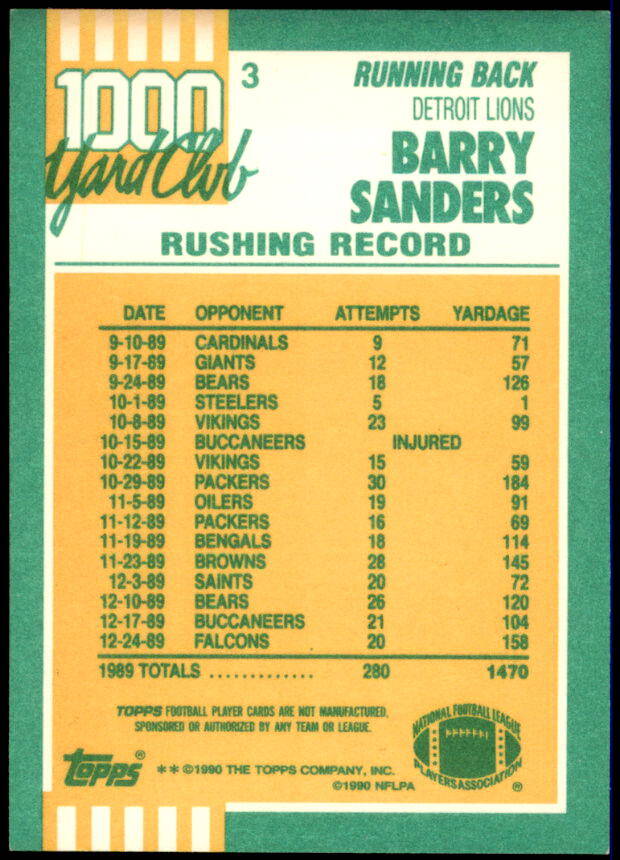 1000
Yard Club
3
RUNNING BACK
DETROIT LIONS
BARRY
SANDERS
RUSHING RECORD
DATE OPPONENT ATTEMPTS YARDAGE
9-10-89 CARDINALS 9 71
9-17-89 GIANTS 12 57
9-24-89 BEARS 18 126
10-1-89 STEELERS 5 1
10-8-89 VIKINGS 23 99
10-15-89 BUCCANEERS INJURED
10-22-89 VIKINGS 15 59
10-29-89 PACKERS 30 184
11-5-89 OILERS 19 91
11-12-89 PACKERS 16 69
11-19-89 BENGALS 18 114
11-23-89 BROWNS 28 145
12-3-89 SAINTS 20 72
12-10-89 BEARS 26 120
12-17-89 BUCCANEERS 21 104
12-24-89 FALCONS 20 158
1989 TOTALS ............. 280 1470
TOPPS FOOTBALL PLAYER CARDS ARE NOT MANUFACTURED,
SPONSORED OR AUTHORIZED BY ANY TEAM OR LEAGUE.
NATIONAL FOOTBALL LEAGUE
PLAYERS ASSOCIATION ®
topps®
**©1990 THE TOPPS COMPANY, INC.
©1990 NFLPA